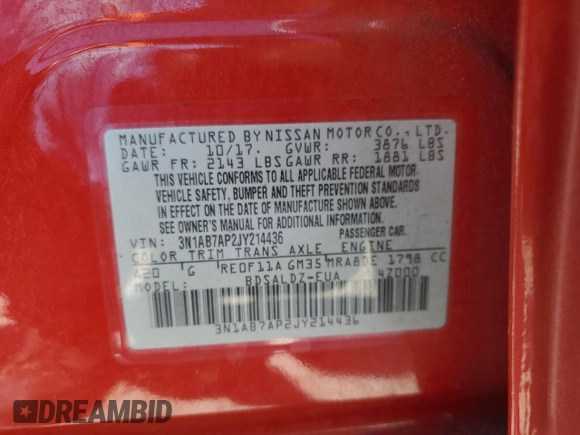 MANUFACTURED BY NISSAN MOTOR CO., LTD.
DATE: 10/17. GVWR: 3876 LBS
GAWR FR: 2143 LBS GAWR RR: 1881 LBS
THIS VEHICLE CONFORMS TO ALL APPLICABLE FEDERAL MOTOR
VEHICLE SAFETY, BUMPER AND THEFT PREVENTION STANDARDS
IN EFFECT ON THE DATE OF MANUFACTURE SHOWN ABOVE.
SEE OWNER'S MANUAL FOR ADDITIONAL INFORMATION.
VIN: 3N1AB7AP2JY214436 PASSENGER CAR.
COLOR TRIM TRANS AXLE ENGINE
A20 G RE0F11A GM35 MRA8DE 1798 CC
MODEL: BDSALDZ-EUA 47000
3N1AB7AP2JY214436
DREAMBID